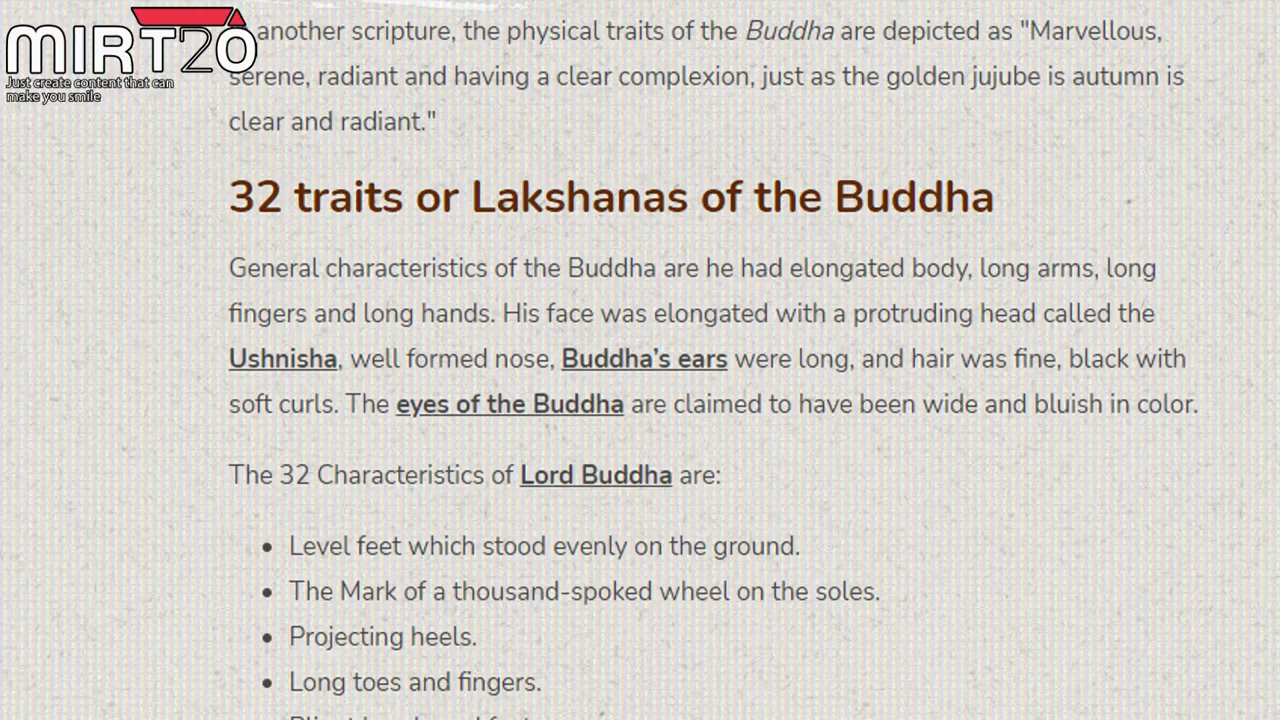 MIRT20
Just create content that can
make you smile
another scripture, the physical traits of the Buddha are depicted as "Marvellous,
serene, radiant and having a clear complexion, just as the golden jujube is autumn is
clear and radiant."
32 traits or Lakshanas of the Buddha
General characteristics of the Buddha are he had elongated body, long arms, long
fingers and long hands. His face was elongated with a protruding head called the
Ushnisha, well formed nose, Buddha's ears were long, and hair was fine, black with
soft curls. The eyes of the Buddha are claimed to have been wide and bluish in color.
The 32 Characteristics of Lord Buddha are:
• Level feet which stood evenly on the ground.
• The Mark of a thousand-spoked wheel on the soles.
• Projecting heels.
• Long toes and fingers.